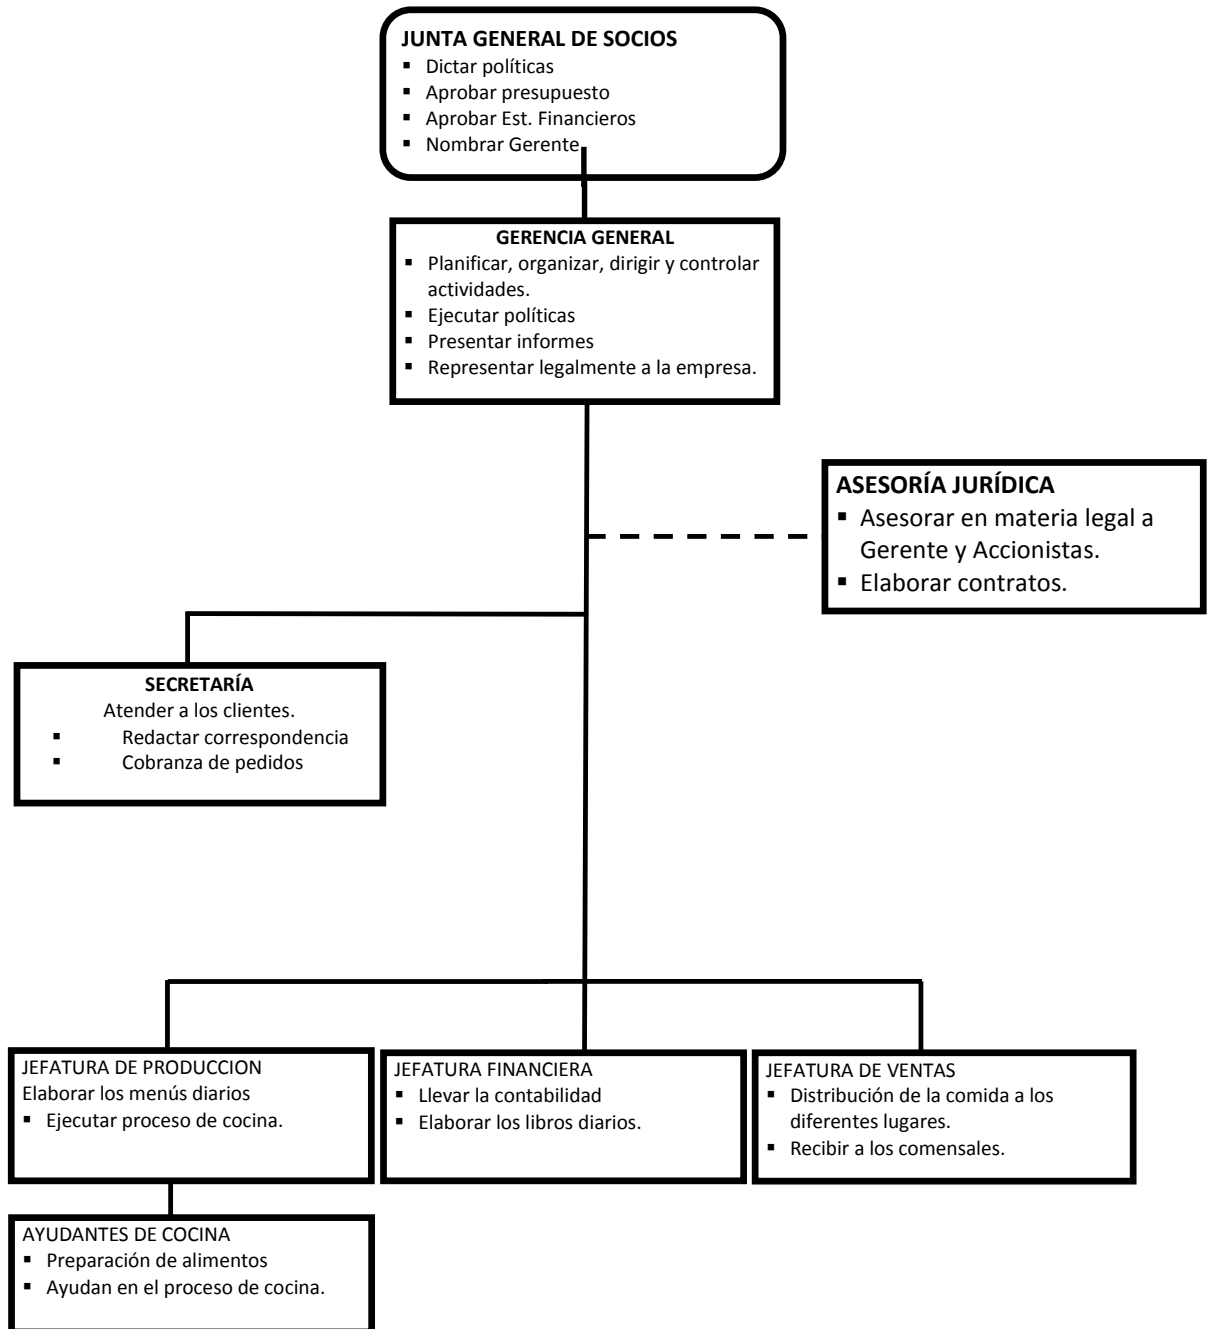 JUNTA GENERAL DE SOCIOS
▪ Dictar políticas
▪ Aprobar presupuesto
▪ Aprobar Est. Financieros
▪ Nombrar Gerente
GERENCIA GENERAL
▪ Planificar, organizar, dirigir y controlar
actividades.
▪ Ejecutar políticas
▪ Presentar informes
▪ Representar legalmente a la empresa.
ASESORÍA JURÍDICA
▪ Asesorar en materia legal a
Gerente y Accionistas.
▪ Elaborar contratos.
SECRETARÍA
Atender a los clientes.
▪ Redactar correspondencia
▪ Cobranza de pedidos
JEFATURA DE PRODUCCION
Elaborar los menús diarios
▪ Ejecutar proceso de cocina.
JEFATURA FINANCIERA
▪ Llevar la contabilidad
▪ Elaborar los libros diarios.
JEFATURA DE VENTAS
▪ Distribución de la comida a los
diferentes lugares.
▪ Recibir a los comensales.
AYUDANTES DE COCINA
▪ Preparación de alimentos
▪ Ayudan en el proceso de cocina.